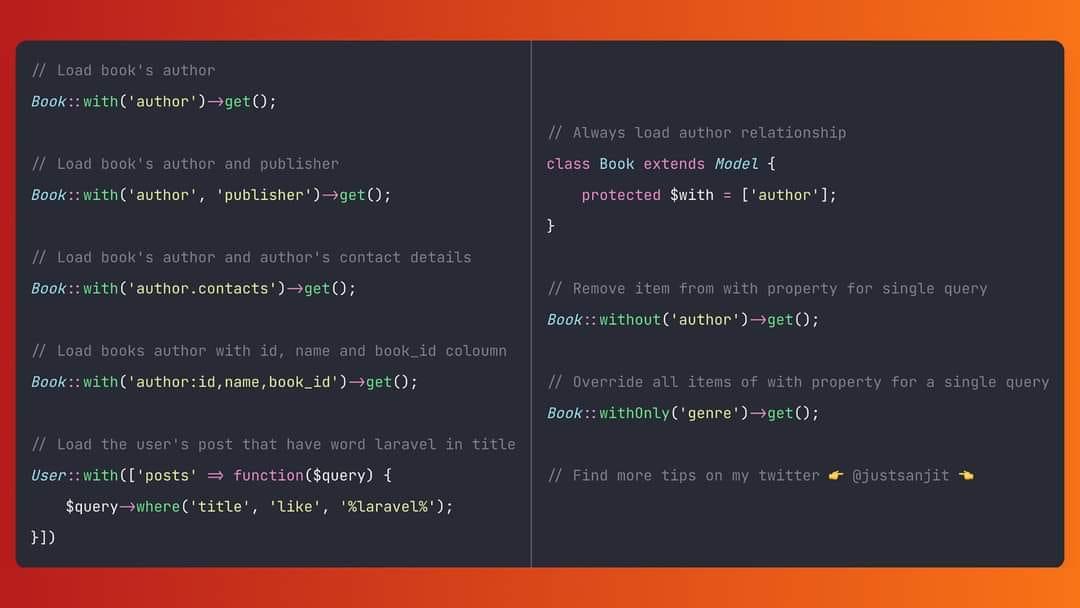 // Load book's author
Book::with('author')->get();
// Load book's author and publisher
Book::with('author', 'publisher')->get();
// Load book's author and author's contact details
Book::with('author.contacts')->get();
// Load books author with id, name and book_id coloumn
Book::with('author:id,name,book_id')->get();
// Load the user's post that have word laravel in title
User::with(['posts' => function($query) {
    $query->where('title', 'like', '%laravel%');
}])
// Always load author relationship
class Book extends Model {
    protected $with = ['author'];
}
// Remove item from with property for single query
Book::without('author')->get();
// Override all items of with property for a single query
Book::withOnly('genre')->get();
// Find more tips on my twitter 👉 @justsanjit 👈